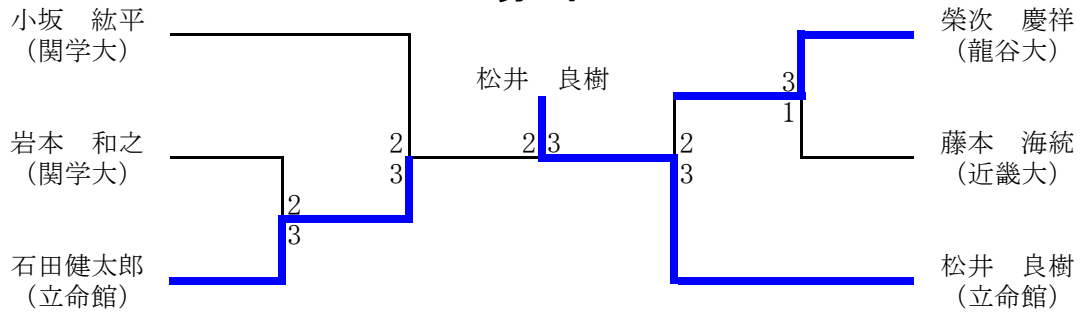 小坂　紘平
（関学大）
岩本　和之
（関学大）
石田健太郎
（立命館）
2
3
2
3
松井　良樹
2 3
2
3
3
1
榮次　慶祥
（龍谷大）
藤本　海統
（近畿大）
松井　良樹
（立命館）